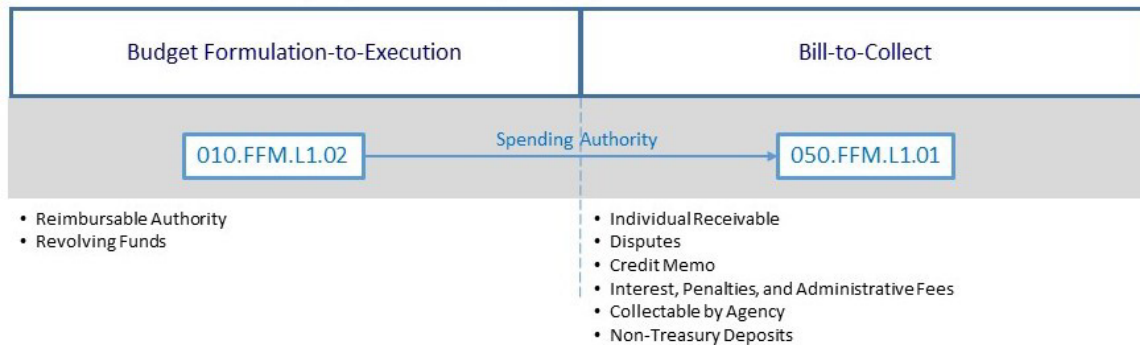 Budget Formulation-to-Execution
Bill-to-Collect
010.FFM.L1.02
Spending Authority
050.FFM.L1.01
• Reimbursable Authority
• Revolving Funds
• Individual Receivable
• Disputes
• Credit Memo
• Interest, Penalties, and Administrative Fees
• Collectable by Agency
• Non-Treasury Deposits